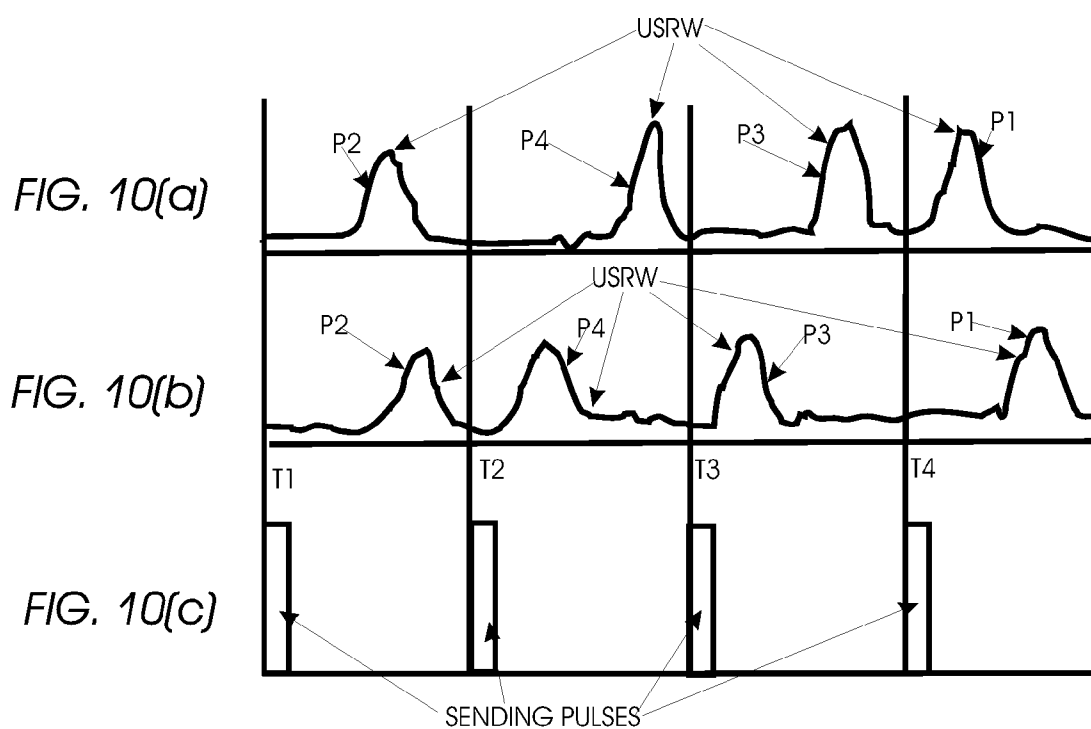 USRW
P2
P4
P3
P1
FIG. 10(a)
USRW
P2
P4
P3
P1
FIG. 10(b)
T1
T2
T3
T4
FIG. 10(c)
SENDING PULSES